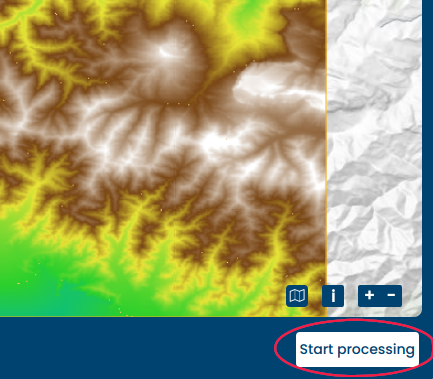 i
+ −
Start processing